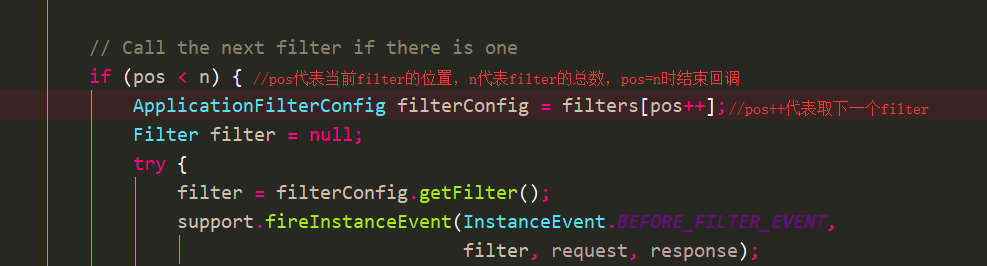 // Call the next filter if there is one
if (pos < n) { //pos代表当前filter的位置，n代表filter的总数，pos=n时结束回调
ApplicationFilterConfig filterConfig = filters[pos++];//pos++代表取下一个filter
Filter filter = null;
try {
filter = filterConfig.getFilter();
support.fireInstanceEvent(InstanceEvent.BEFORE_FILTER_EVENT,
filter, request, response);